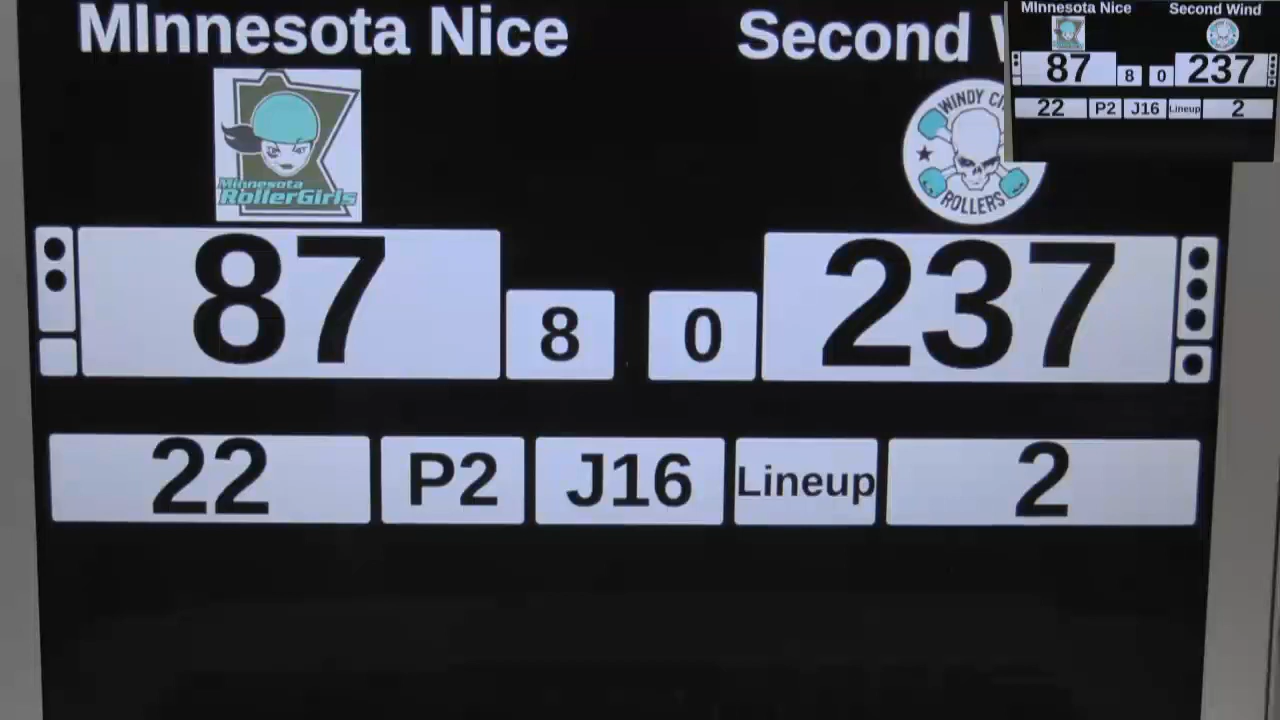 MInnesota Nice
Second
Minnesota
RollerGirls
WINDY CI
ROLLERS
87
8
0
237
22
P2
J16
Lineup
2
MInnesota Nice
Second Wind
87
8
0
237
22
P2
J16
Lineup
2